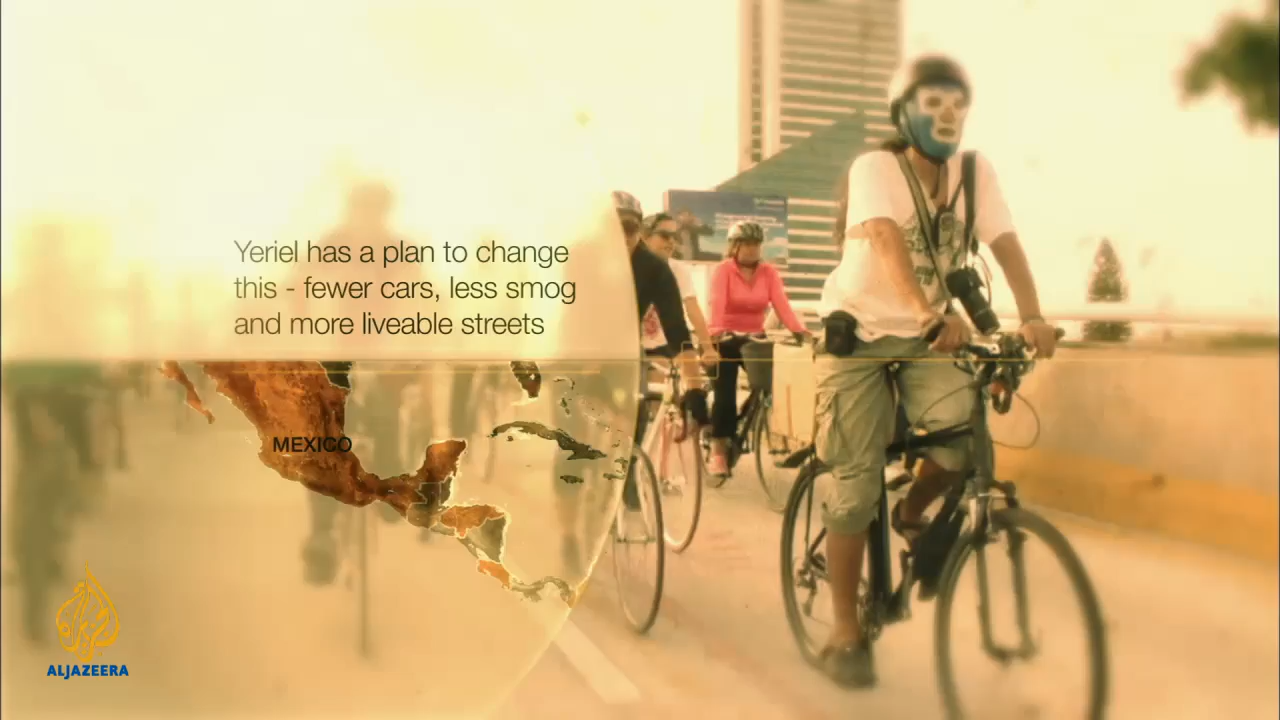 Yeriel has a plan to change
this - fewer cars, less smog
and more liveable streets
MEXICO
ALJAZEERA